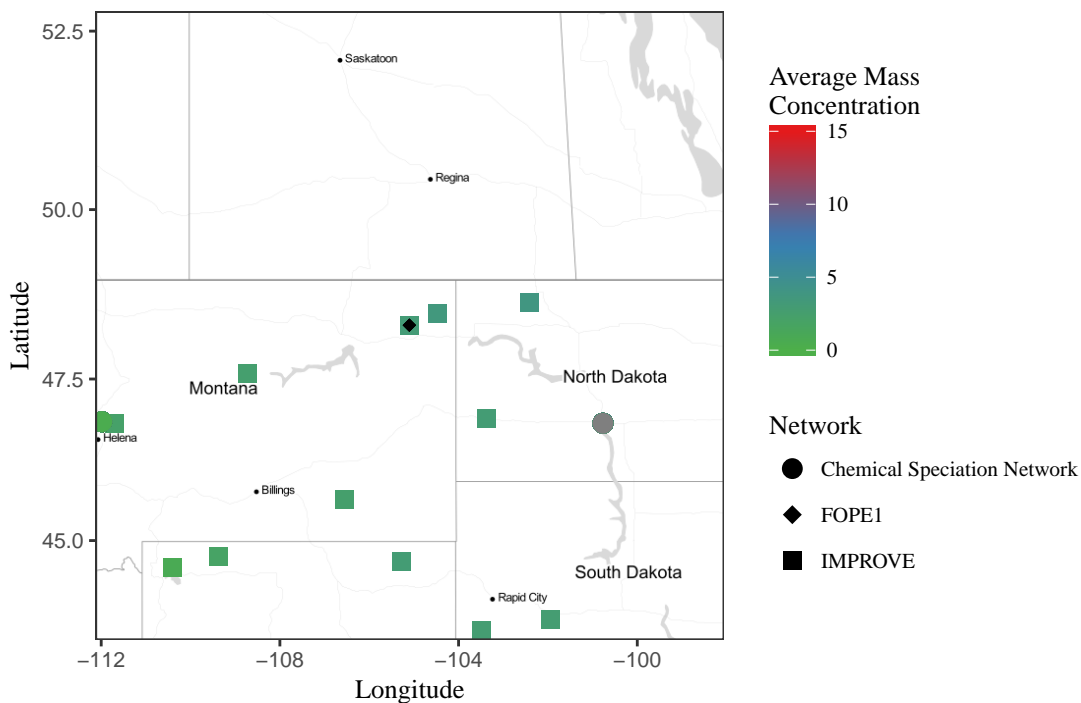 52.5
50.0
47.5
45.0
Latitude
−112
−108
−104
−100
Longitude
Saskatoon
Regina
Montana
North Dakota
Helena
Billings
South Dakota
Rapid City
Average Mass
Concentration
15
10
5
0
Network
Chemical Speciation Network
FOPE1
IMPROVE